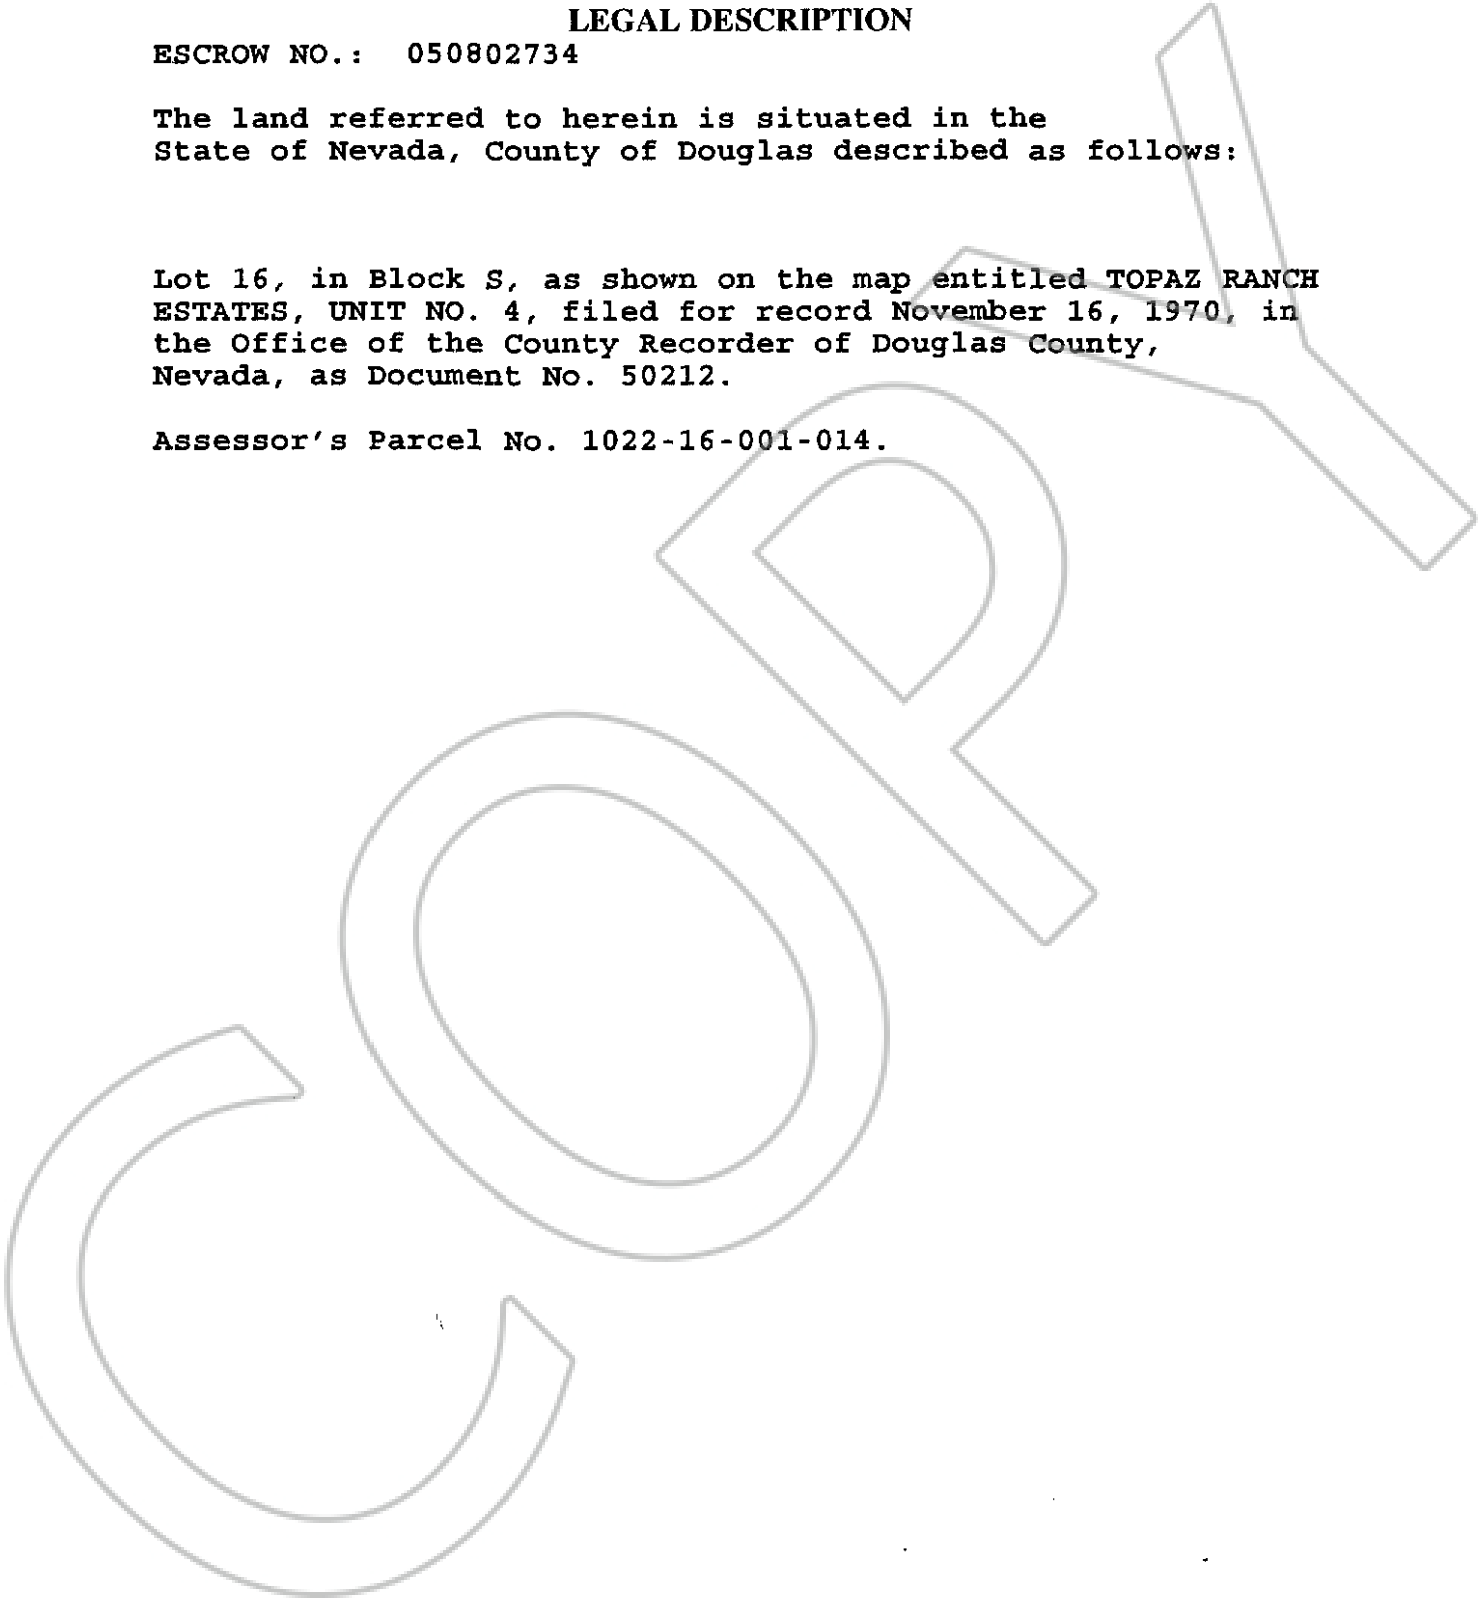 LEGAL DESCRIPTION
ESCROW NO.: 050802734
The land referred to herein is situated in the
State of Nevada, County of Douglas described as follows:
Lot 16, in Block S, as shown on the map entitled TOPAZ RANCH
ESTATES, UNIT NO. 4, filed for record November 16, 1970, in
the Office of the County Recorder of Douglas County,
Nevada, as Document No. 50212.
Assessor's Parcel No. 1022-16-001-014.
COPY